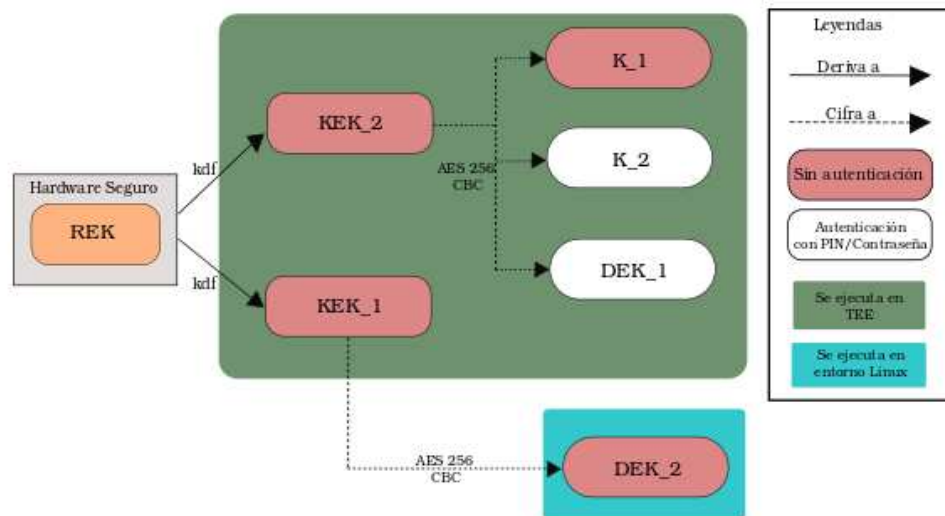 K_1
KEK_2
kdf
AES 256
CBC
K_2
Hardware Seguro
REK
DEK_1
kdf
KEK_1
AES 256
CBC
DEK_2
Leyendas
Deriva a
Cifra a
Sin autenticación
Autenticación
con PIN/Contraseña
Se ejecuta en
TEE
Se ejecuta en
entorno Linux